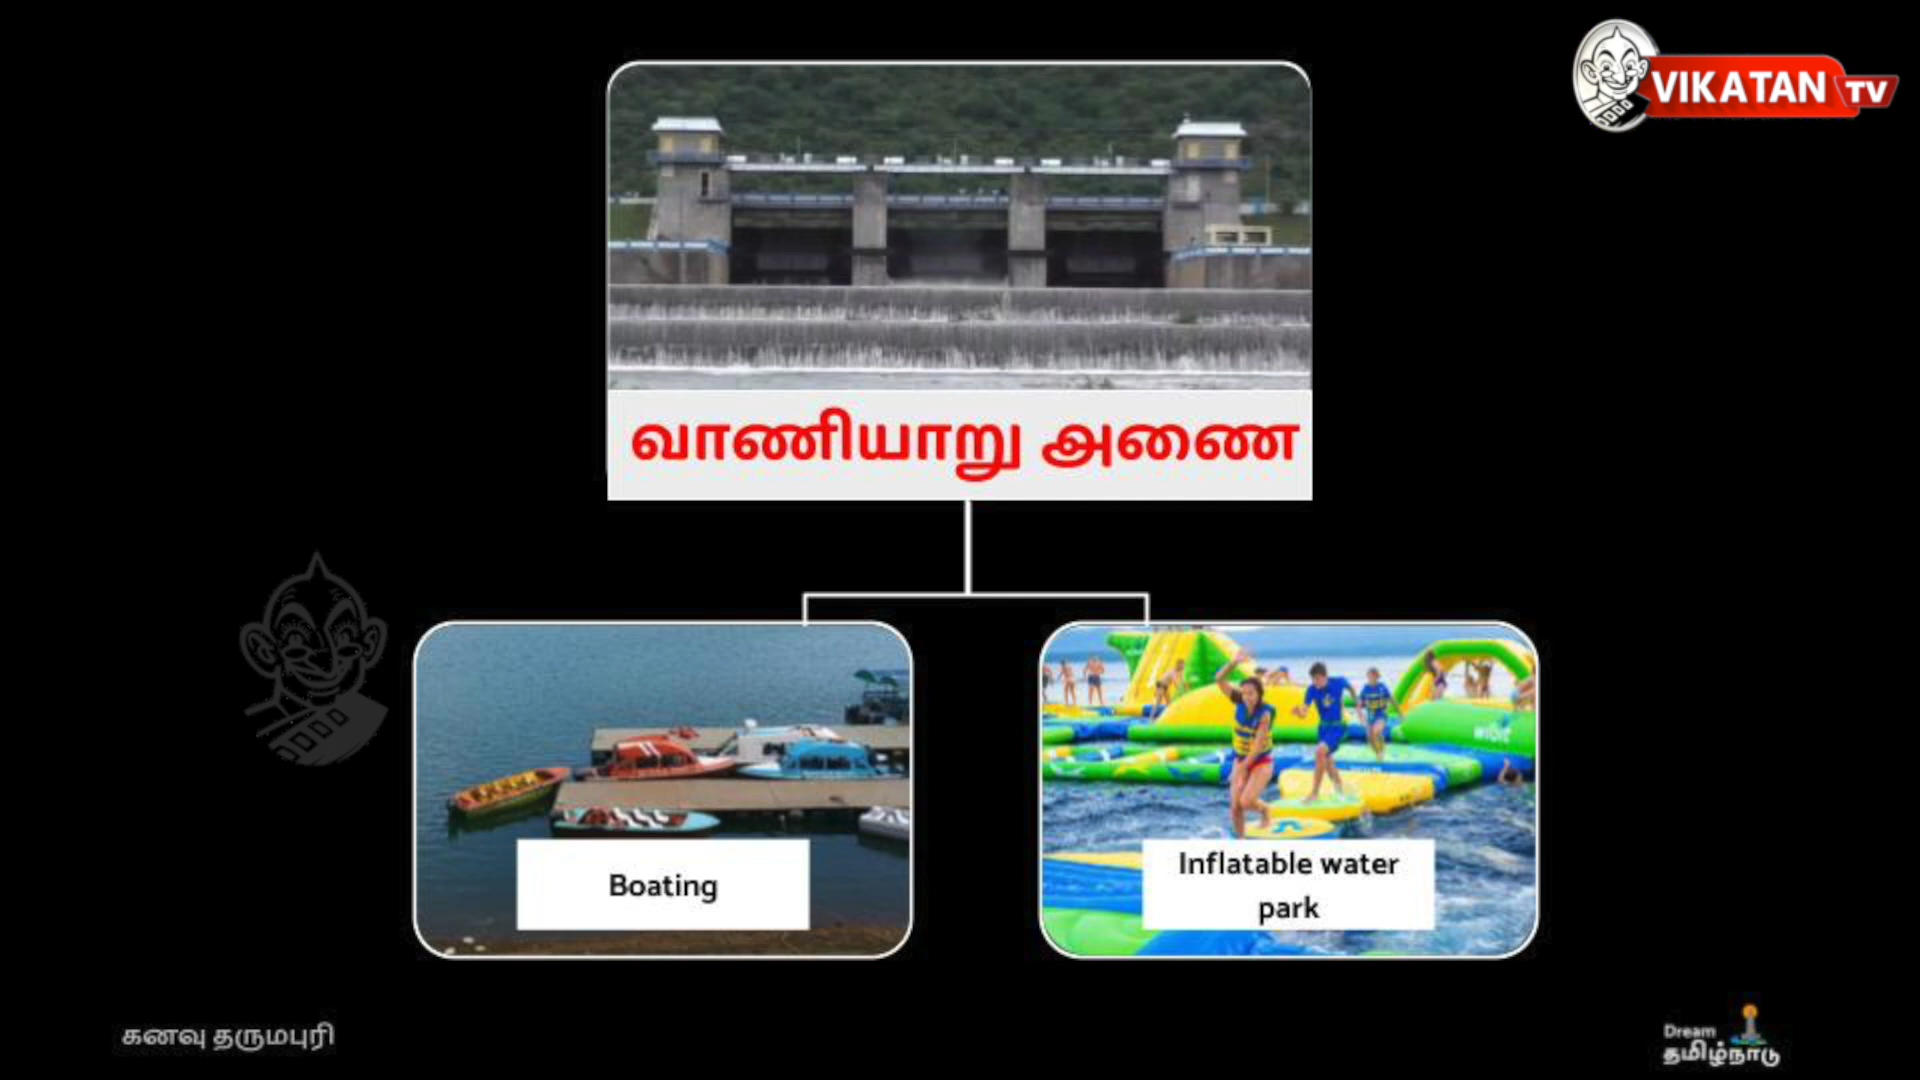 VIKATAN TV
வாணியாறு அணை
Boating
Inflatable water
park
கனவு தருமபுரி
Dream
தமிழ்நாடு